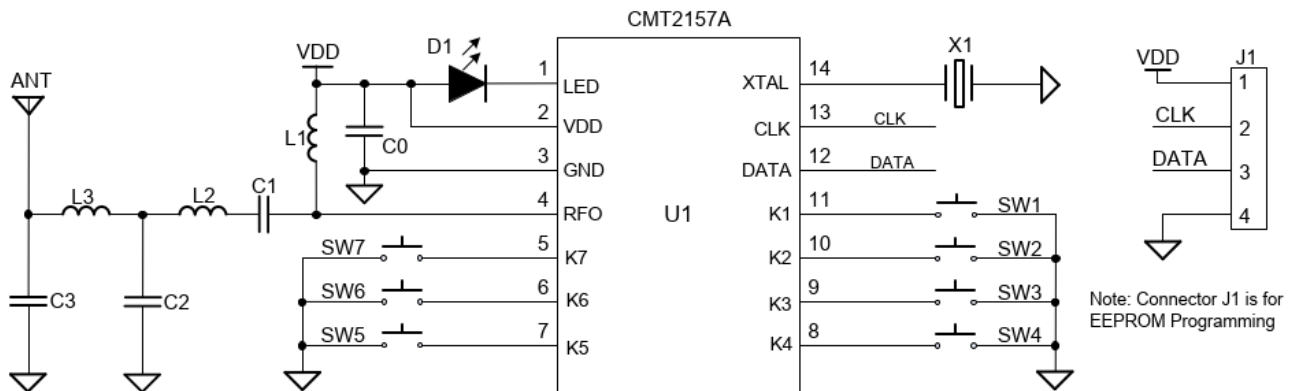 CMT2157A
ANT
VDD
D1
1
LED
2
VDD
L1
C0
3
GND
L3
L2
C1
4
RFO
U1
SW7
5
K7
SW6
6
K6
SW5
7
K5
C3
C2
XTAL
14
X1
CLK
13
CLK
DATA
12
DATA
K1
11
SW1
K2
10
SW2
K3
9
SW3
K4
8
SW4
VDD
J1
1
CLK
2
DATA
3
4
Note: Connector J1 is for
EEPROM Programming